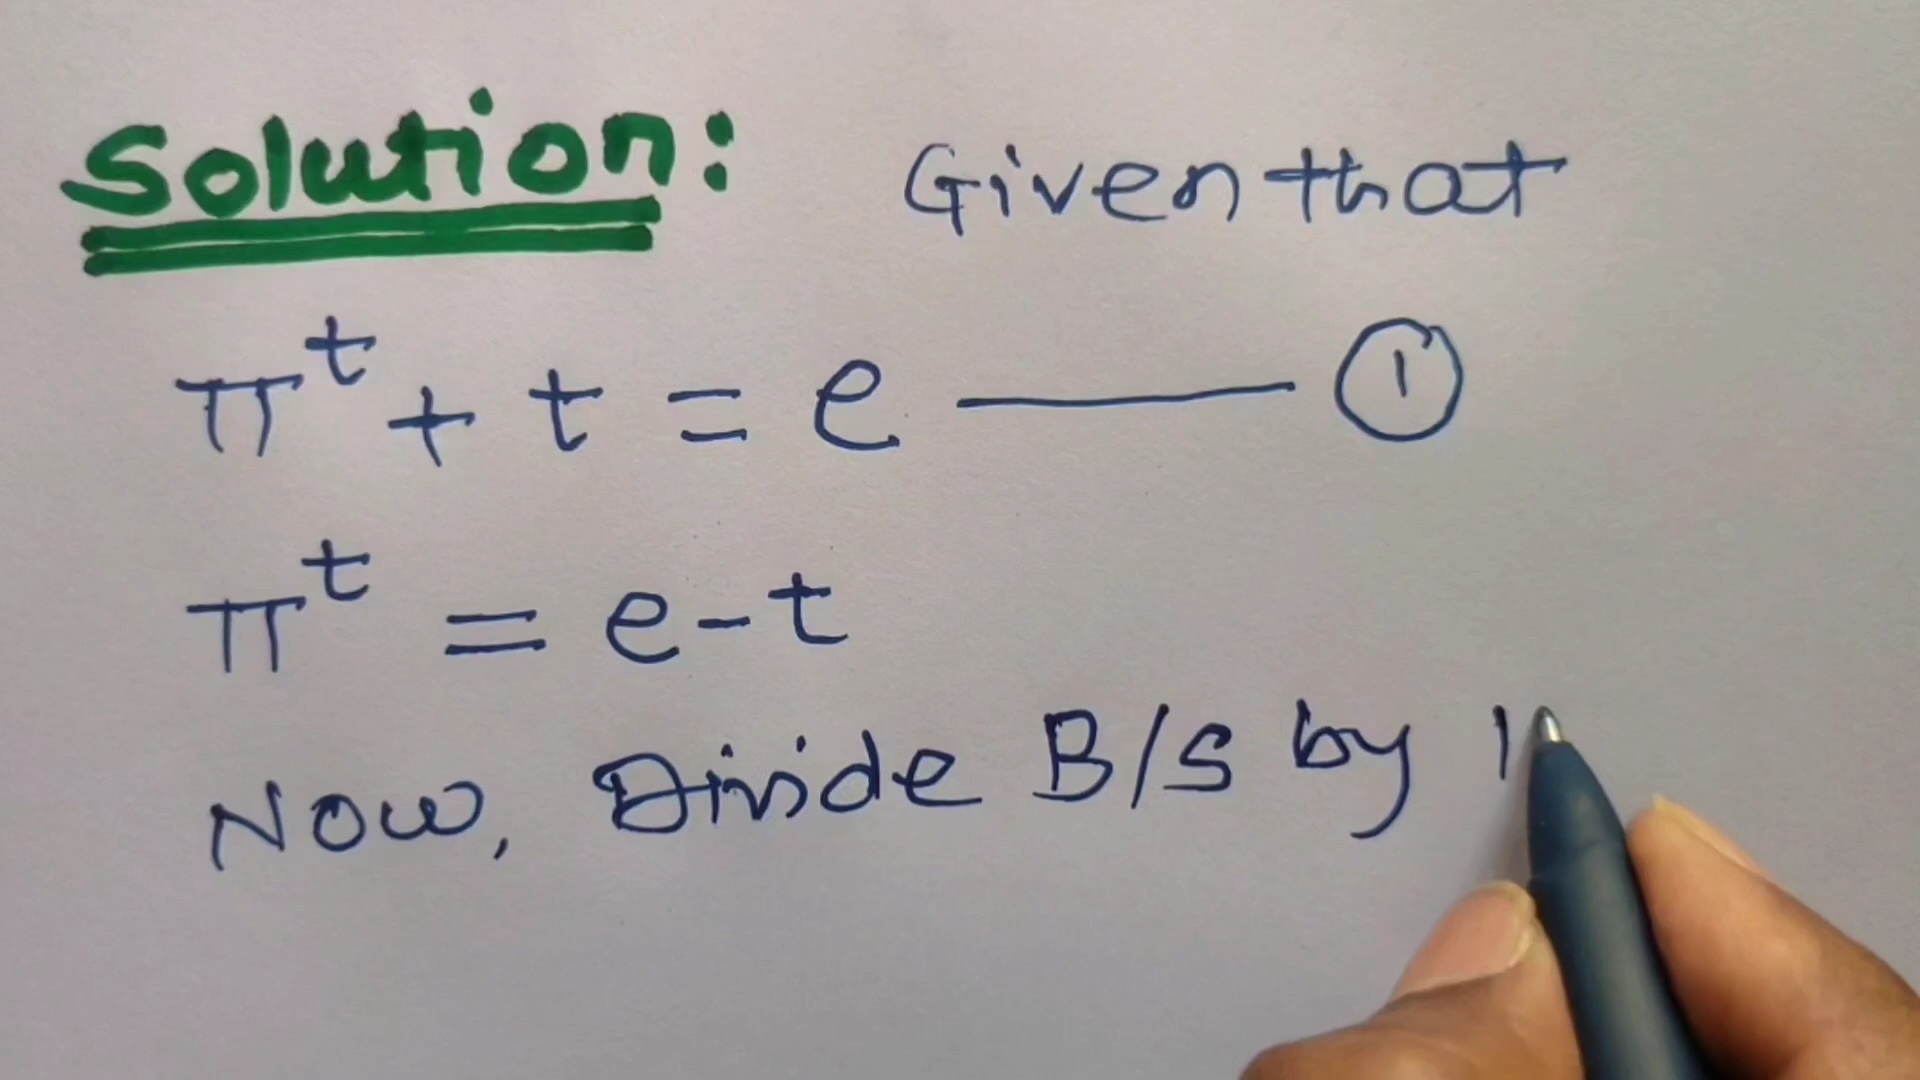 Solution: Given that
π^t + t = e —— ①
π^t = e - t
Now, Divide B/S by